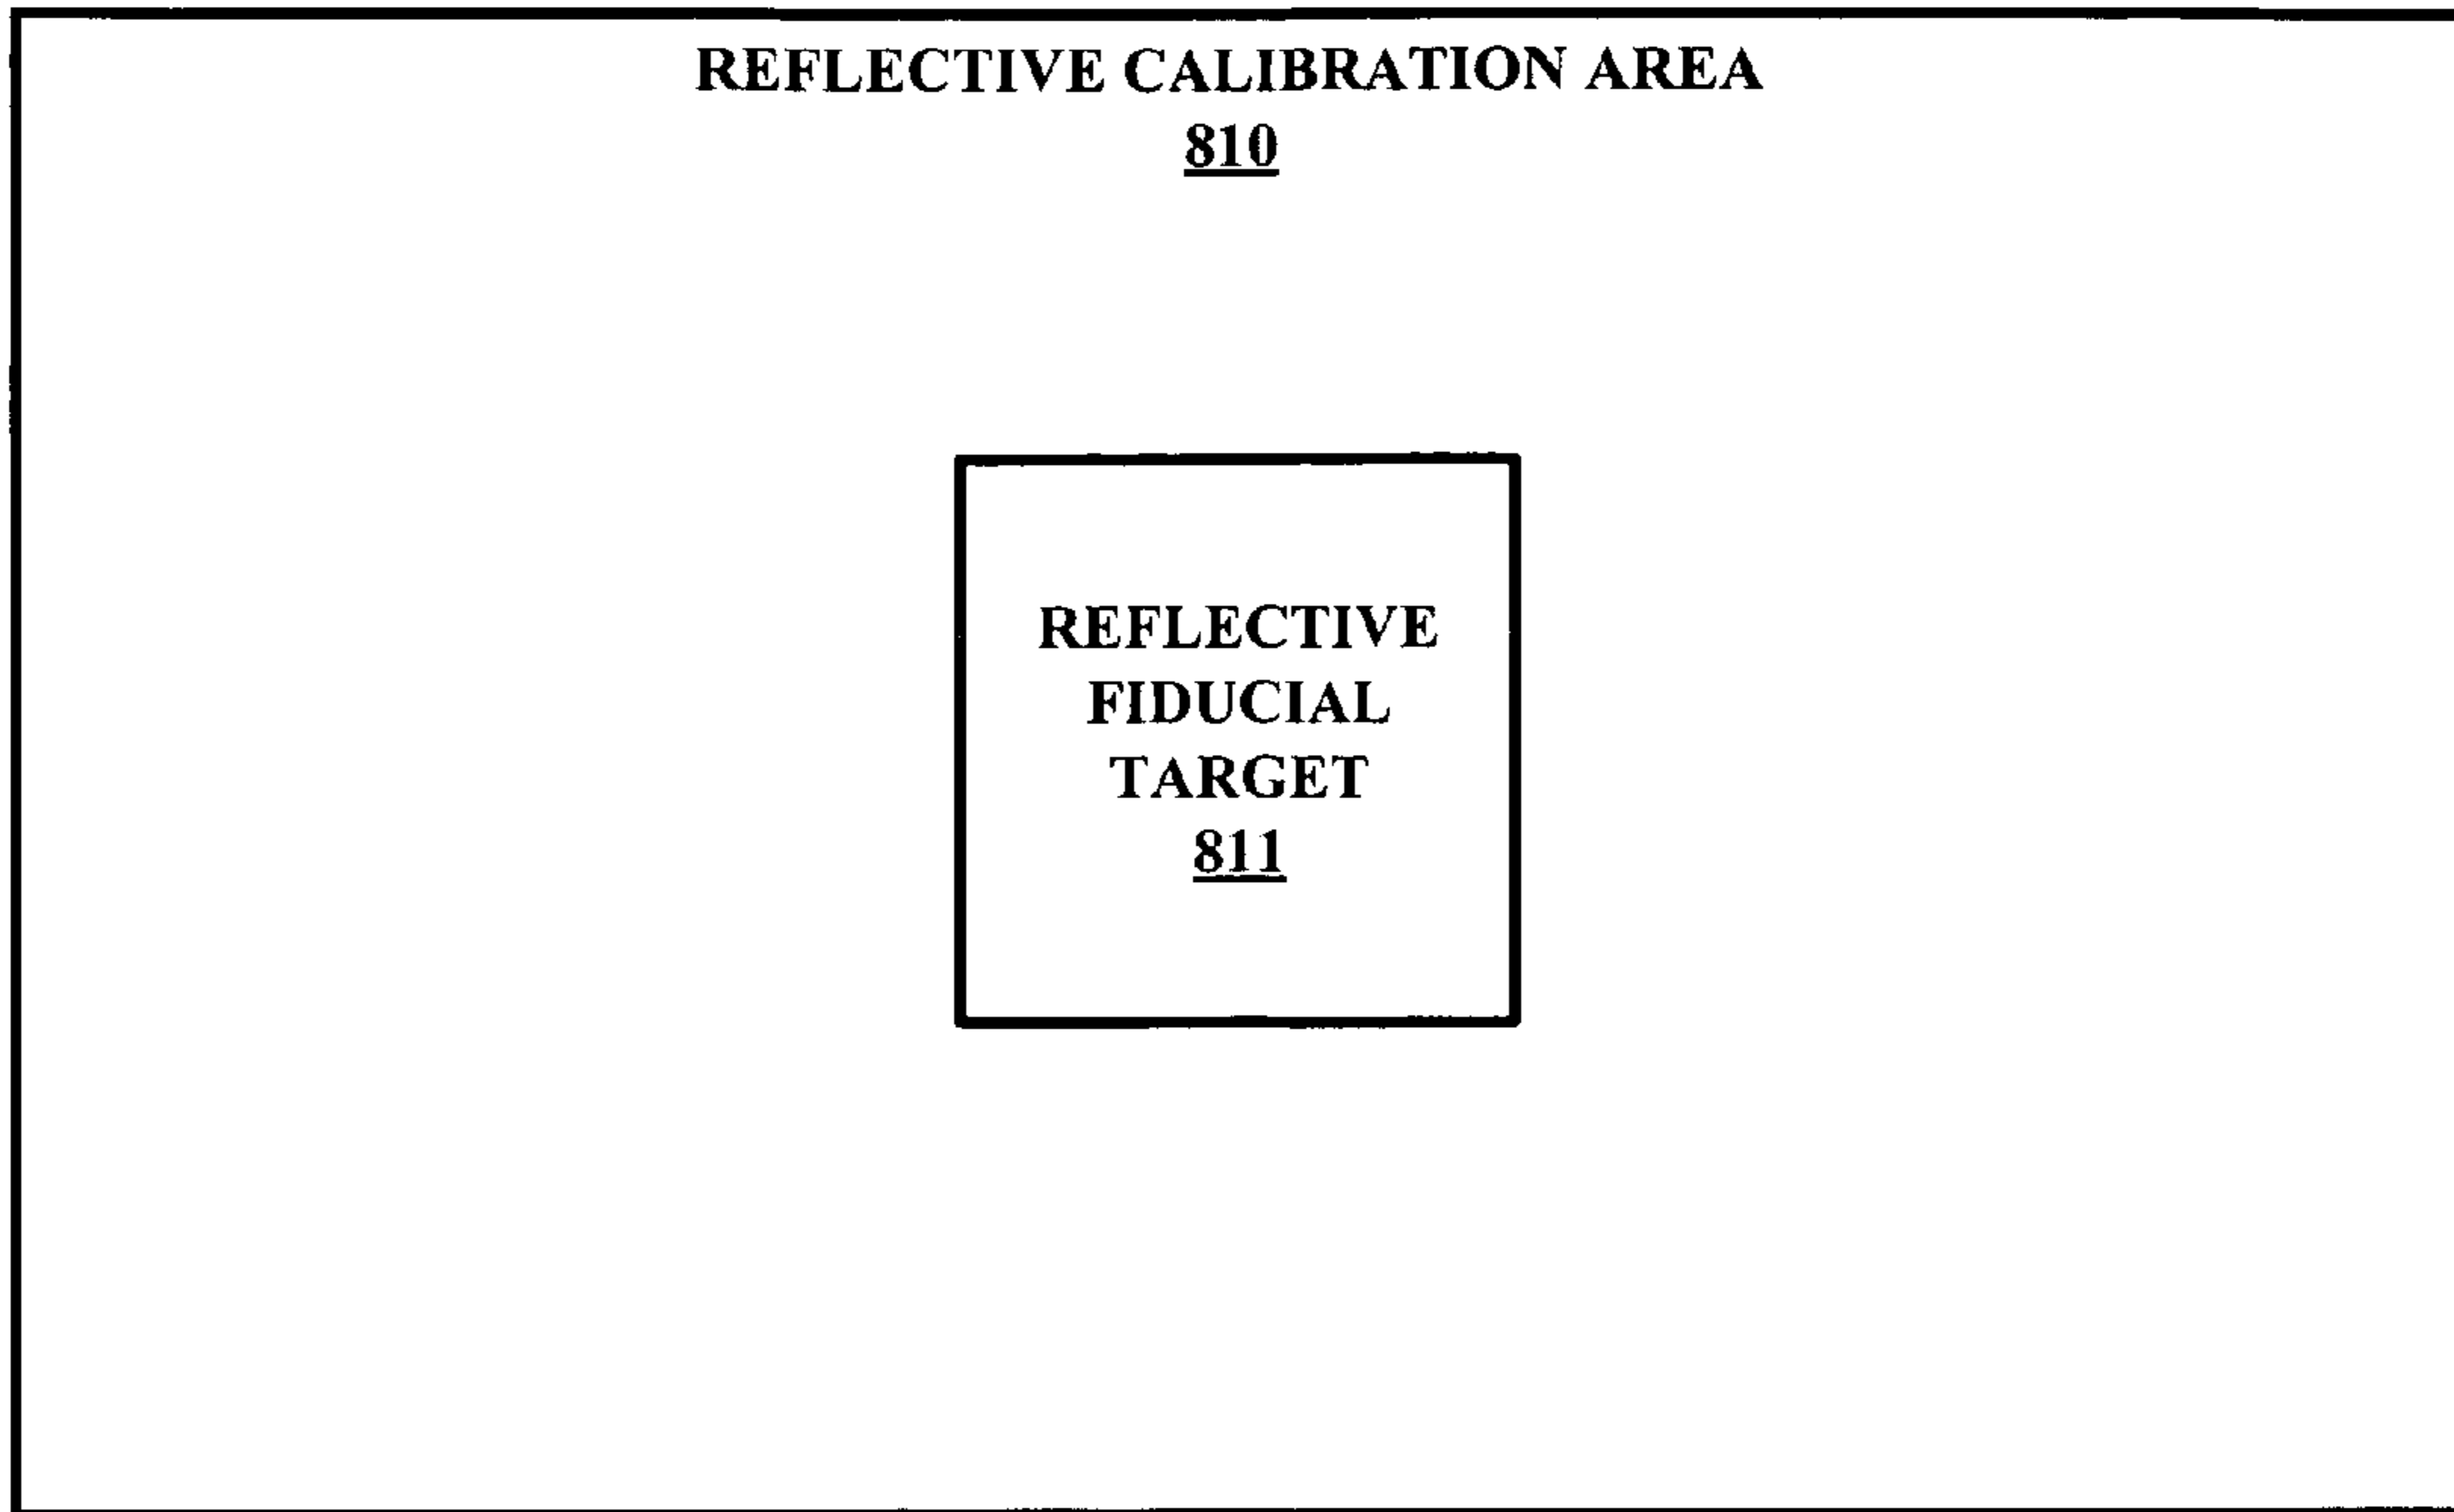 REFLECTIVE CALIBRATION AREA
810
REFLECTIVE
FIDUCIAL
TARGET
811